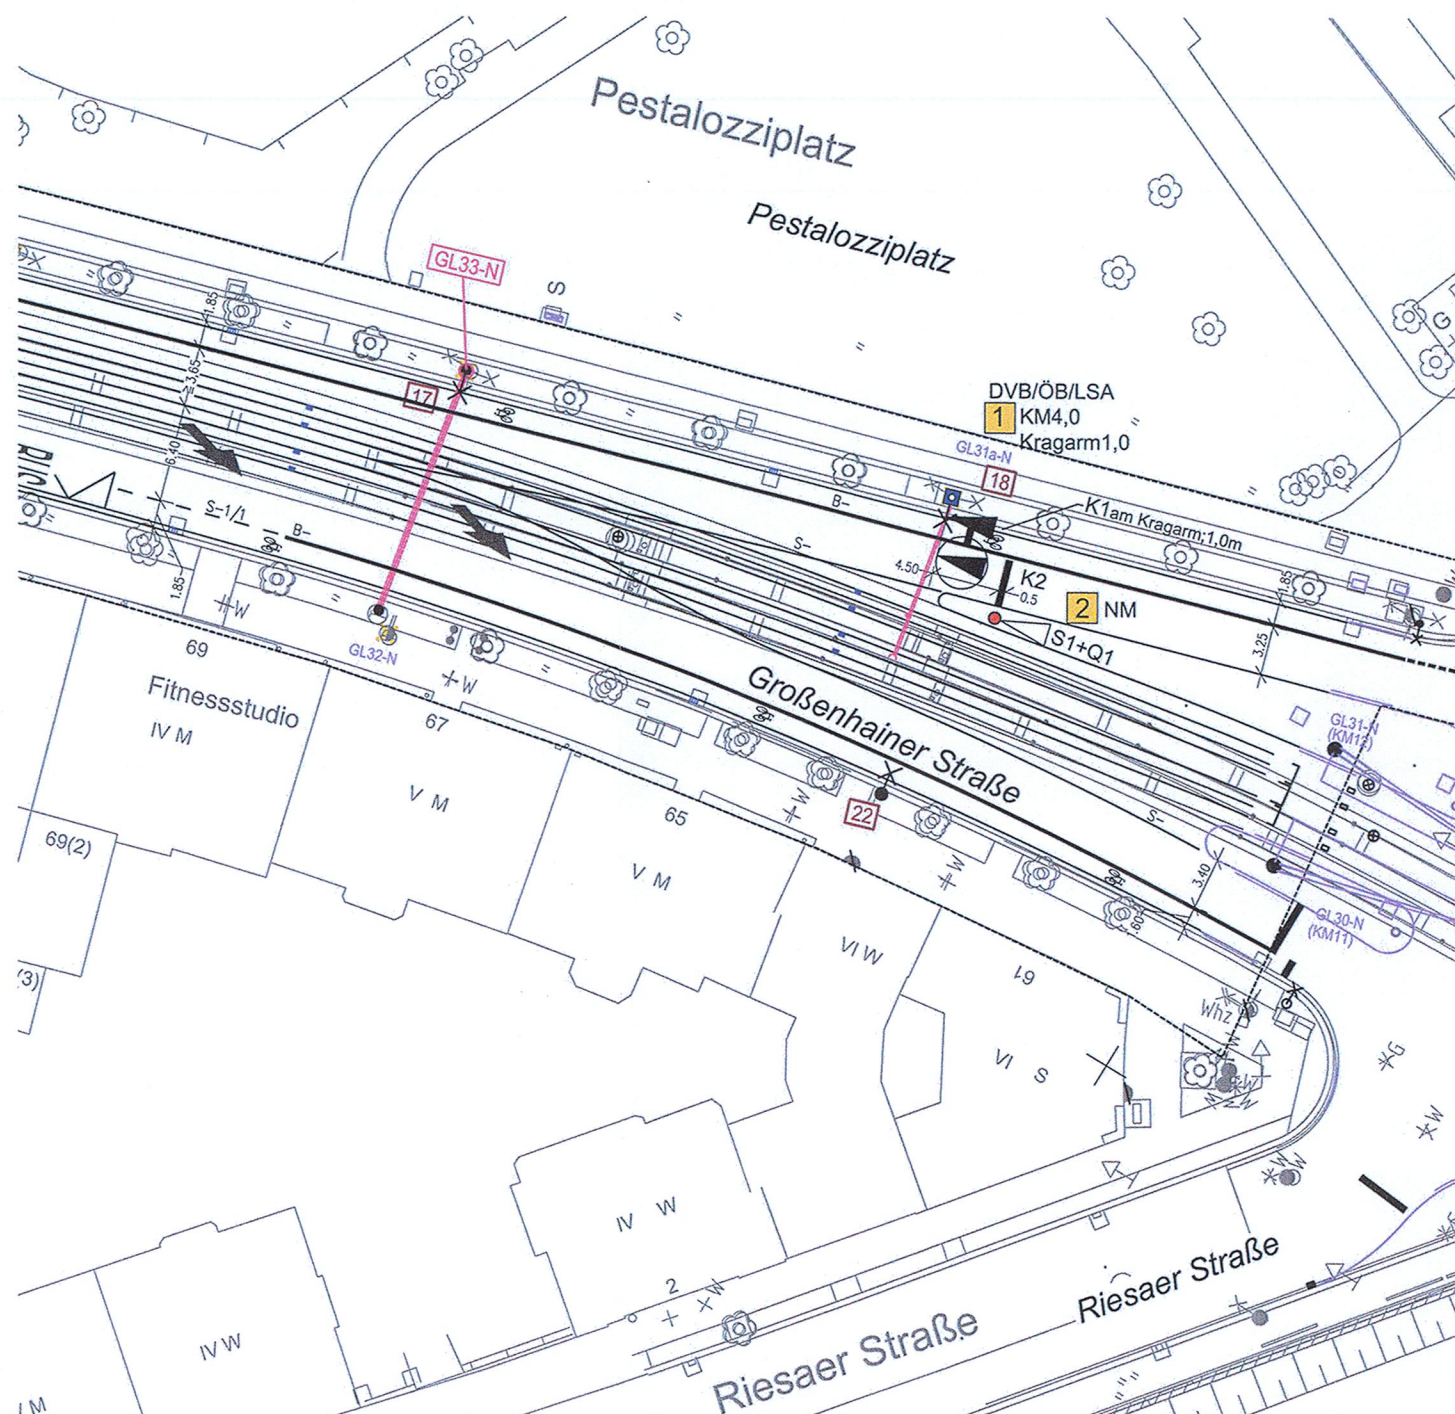 Pestalozziplatz
Pestalozziplatz
GL33-N
S
1.85
3.65
17
DVB/ÖB/LSA
1 KM4,0
Kragarm1,0
GL31a-N
18
G
6.40
B-
K1am Kragarm;1,0m
S-1/1
B-
S-
4.50
K2
0.5
1.85
2 NM
S1+Q1
3.25
1.85
W
GL32-N
69
W
Fitnessstudio
IV M
67
Großenhainer Straße
GL31-N
(KM12)
V M
W
22
65
S-
69(2)
V M
W
3.40
GL30-N
(KM11)
.60
VI W
61
(3)
Whz
W
VI S
W
G
W
W
W
IV W
2
W
Riesaer Straße
Riesaer Straße
IV W
M